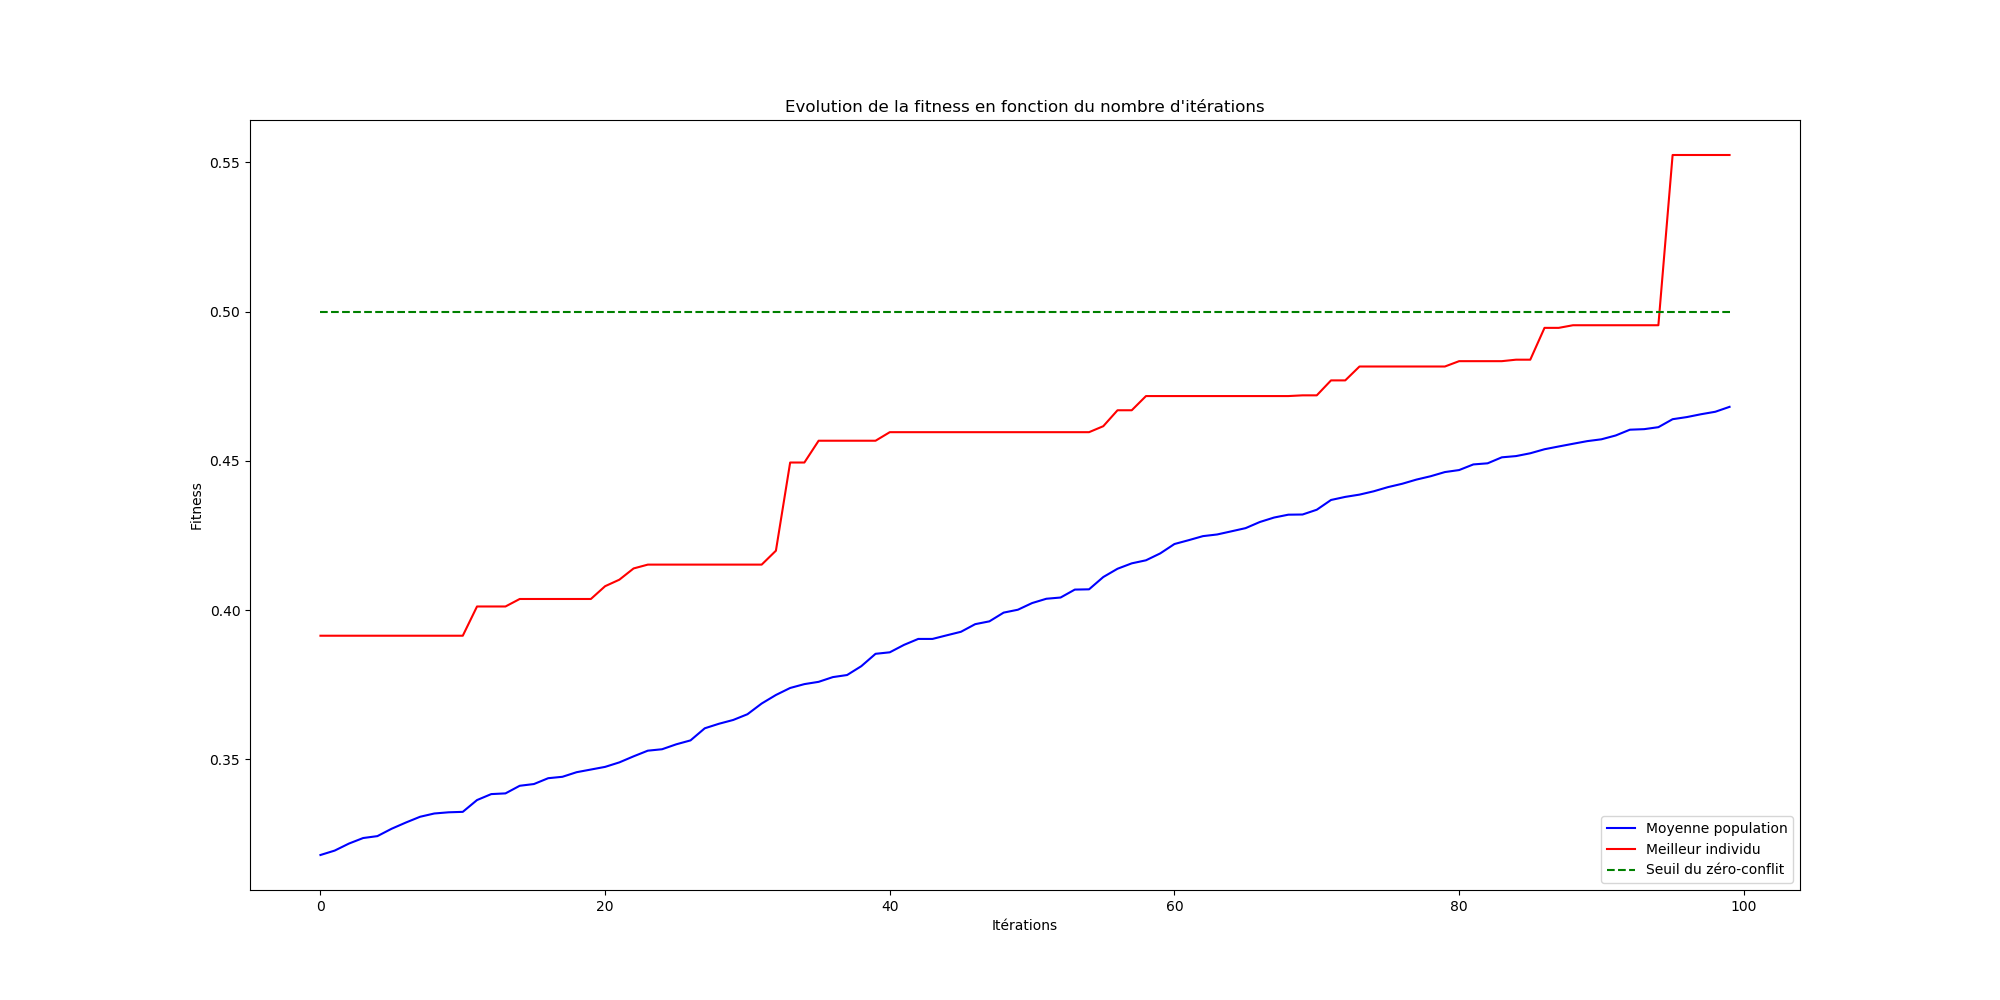 Evolution de la fitness en fonction du nombre d'itérations
0.55
0.50
0.45
0.40
0.35
Fitness
0
20
40
60
80
100
Itérations
Moyenne population
Meilleur individu
Seuil du zéro-conflit